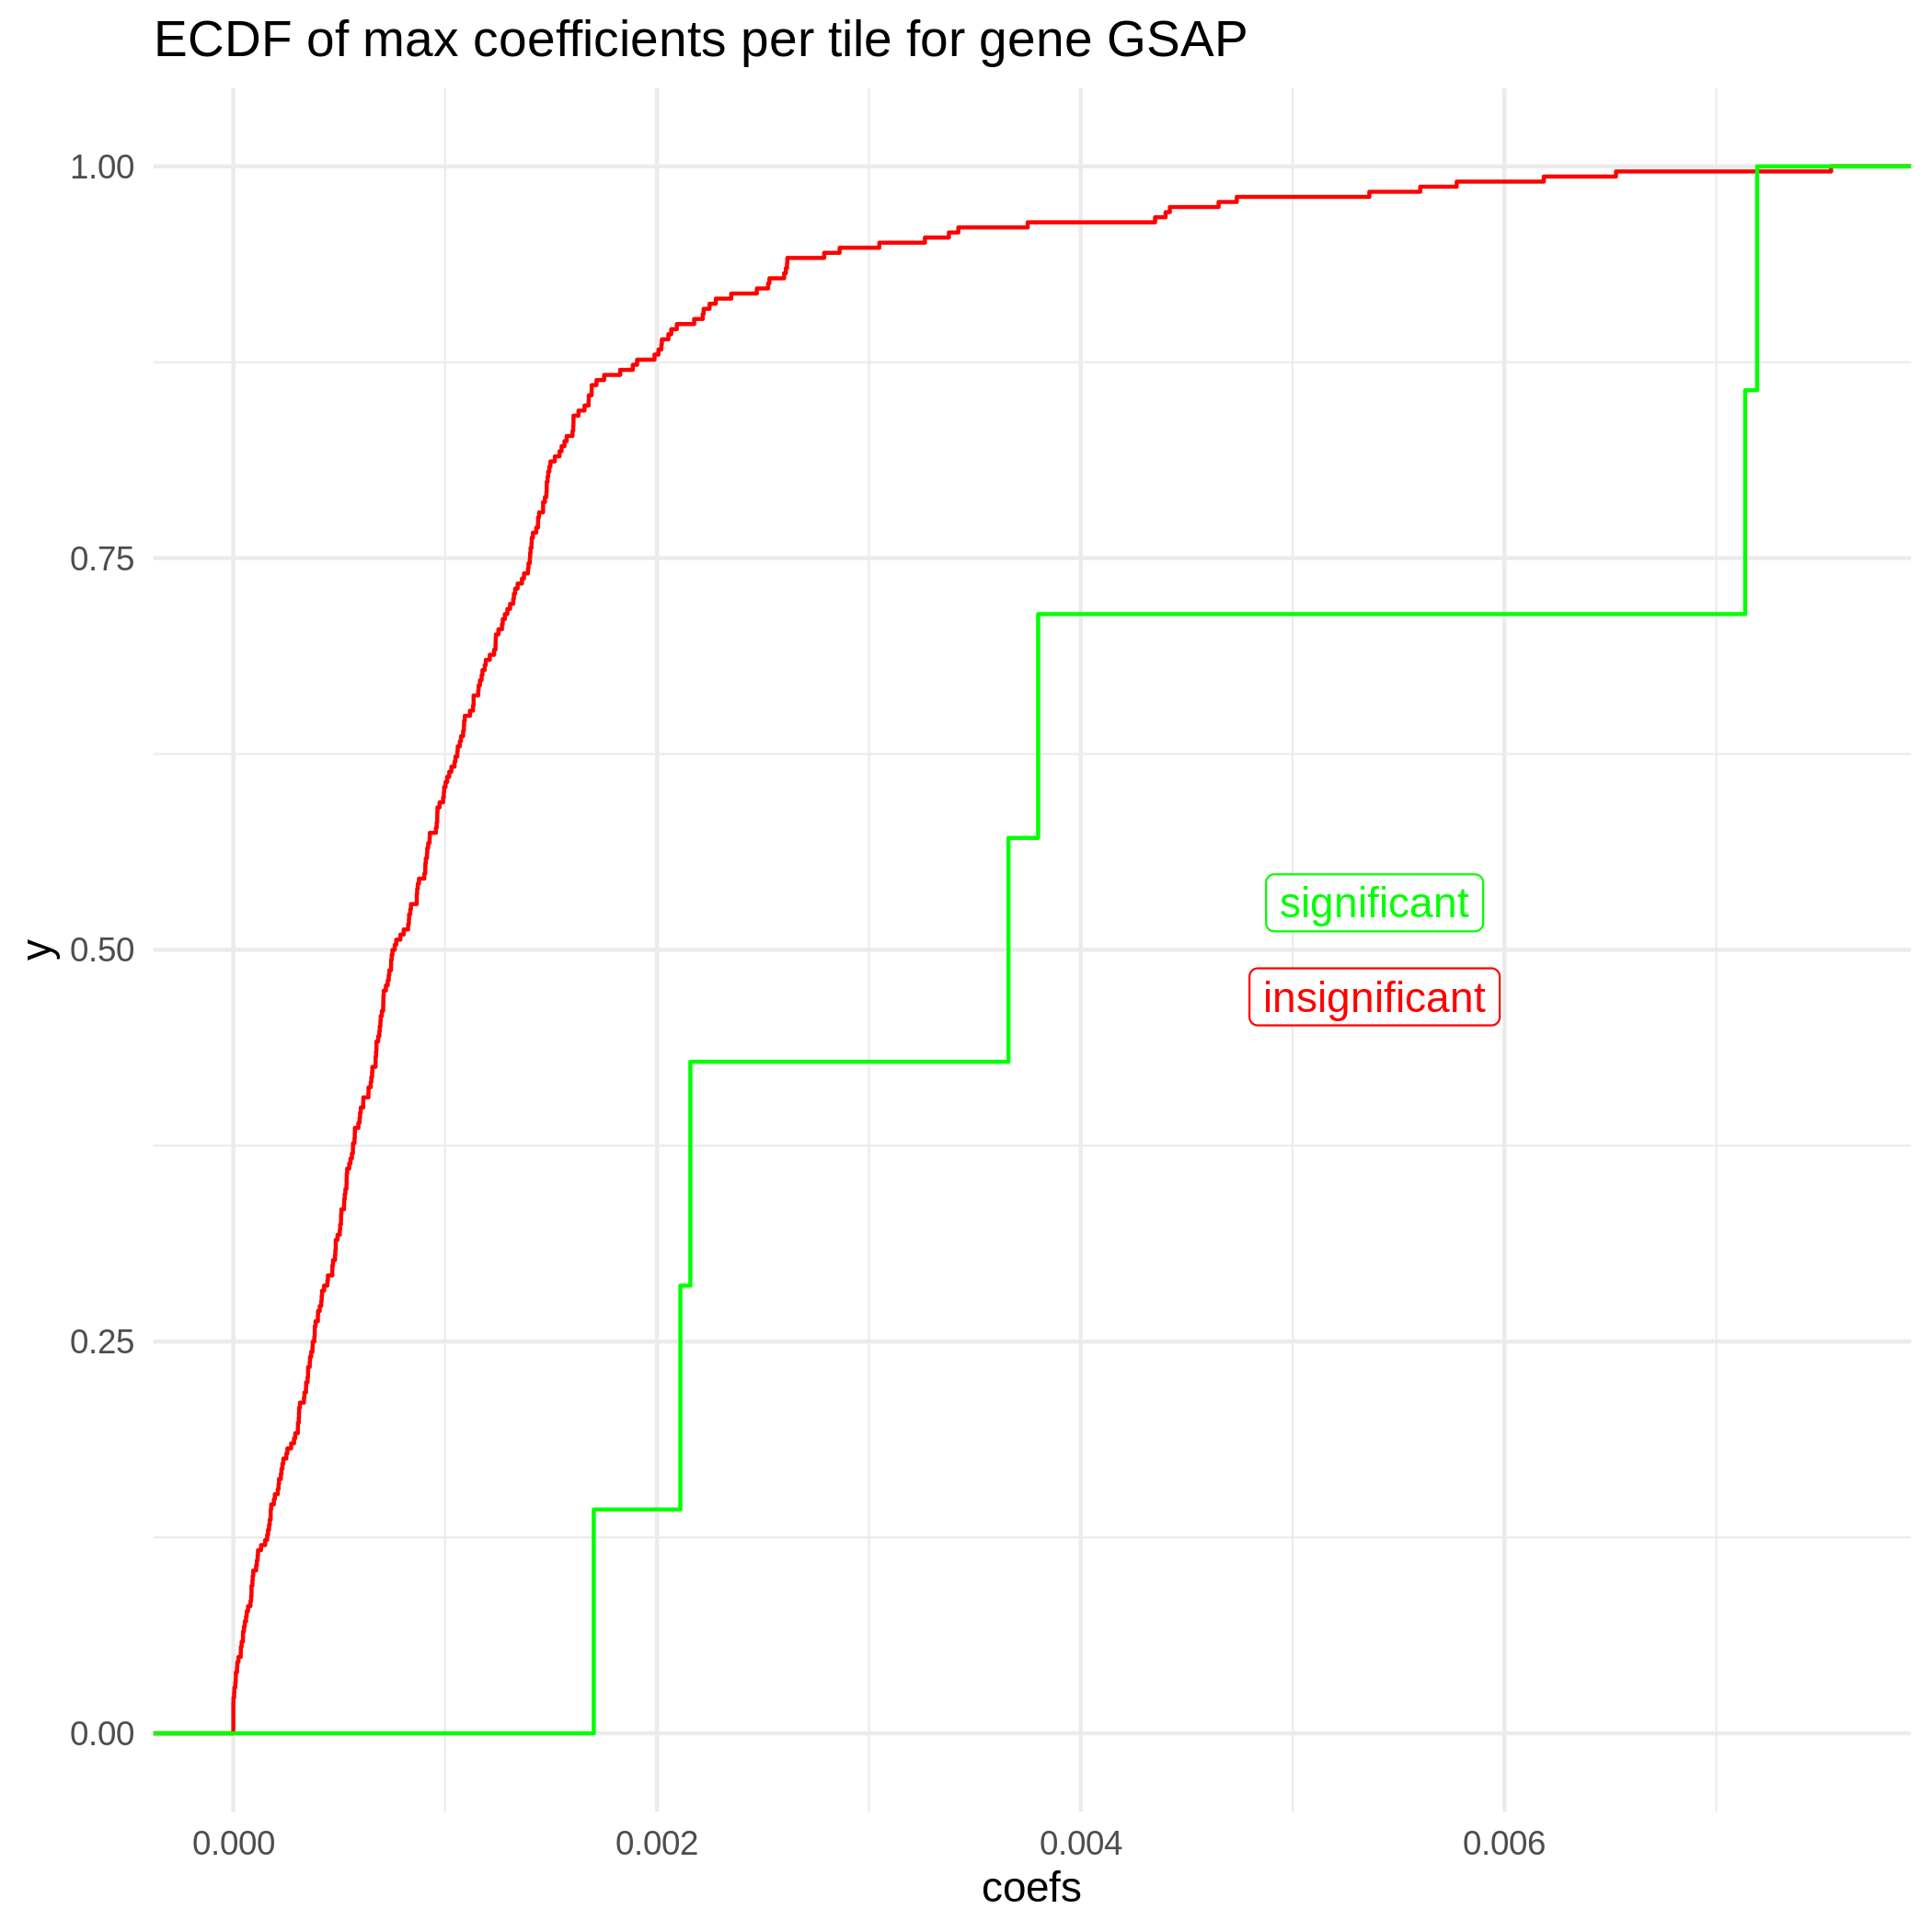 ECDF of max coefficients per tile for gene GSAP
1.00
0.75
0.50
0.25
0.00
y
significant
insignificant
0.000
0.002
0.004
0.006
coefs